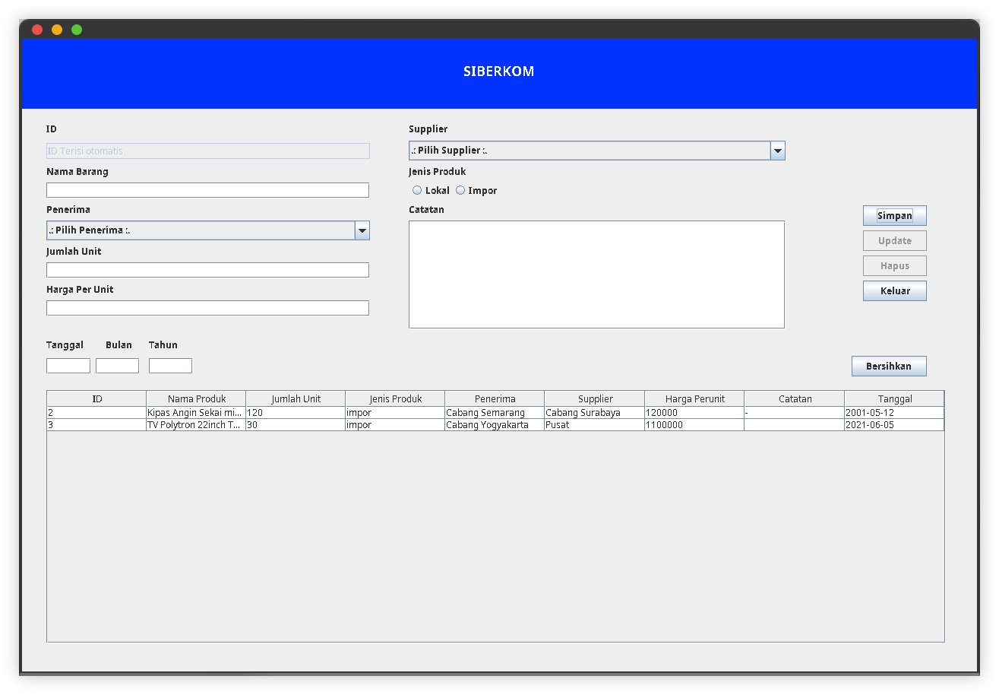 SIBERKOM
ID
ID Terisi otomatis
Nama Barang
Penerima
.: Pilih Penerima :.
Jumlah Unit
Harga Per Unit
Tanggal Bulan Tahun
Supplier
.: Pilih Supplier :.
Jenis Produk
Lokal Impor
Catatan
Simpan
Update
Hapus
Keluar
Bersihkan
ID Nama Produk Jumlah Unit Jenis Produk Penerima Supplier Harga Perunit Catatan Tanggal
2 Kipas Angin Sekai mi... 120 impor Cabang Semarang Cabang Surabaya 120000 - 2001-05-12
3 TV Polytron 22inch T... 30 impor Cabang Yogyakarta Pusat 1100000 2021-06-05